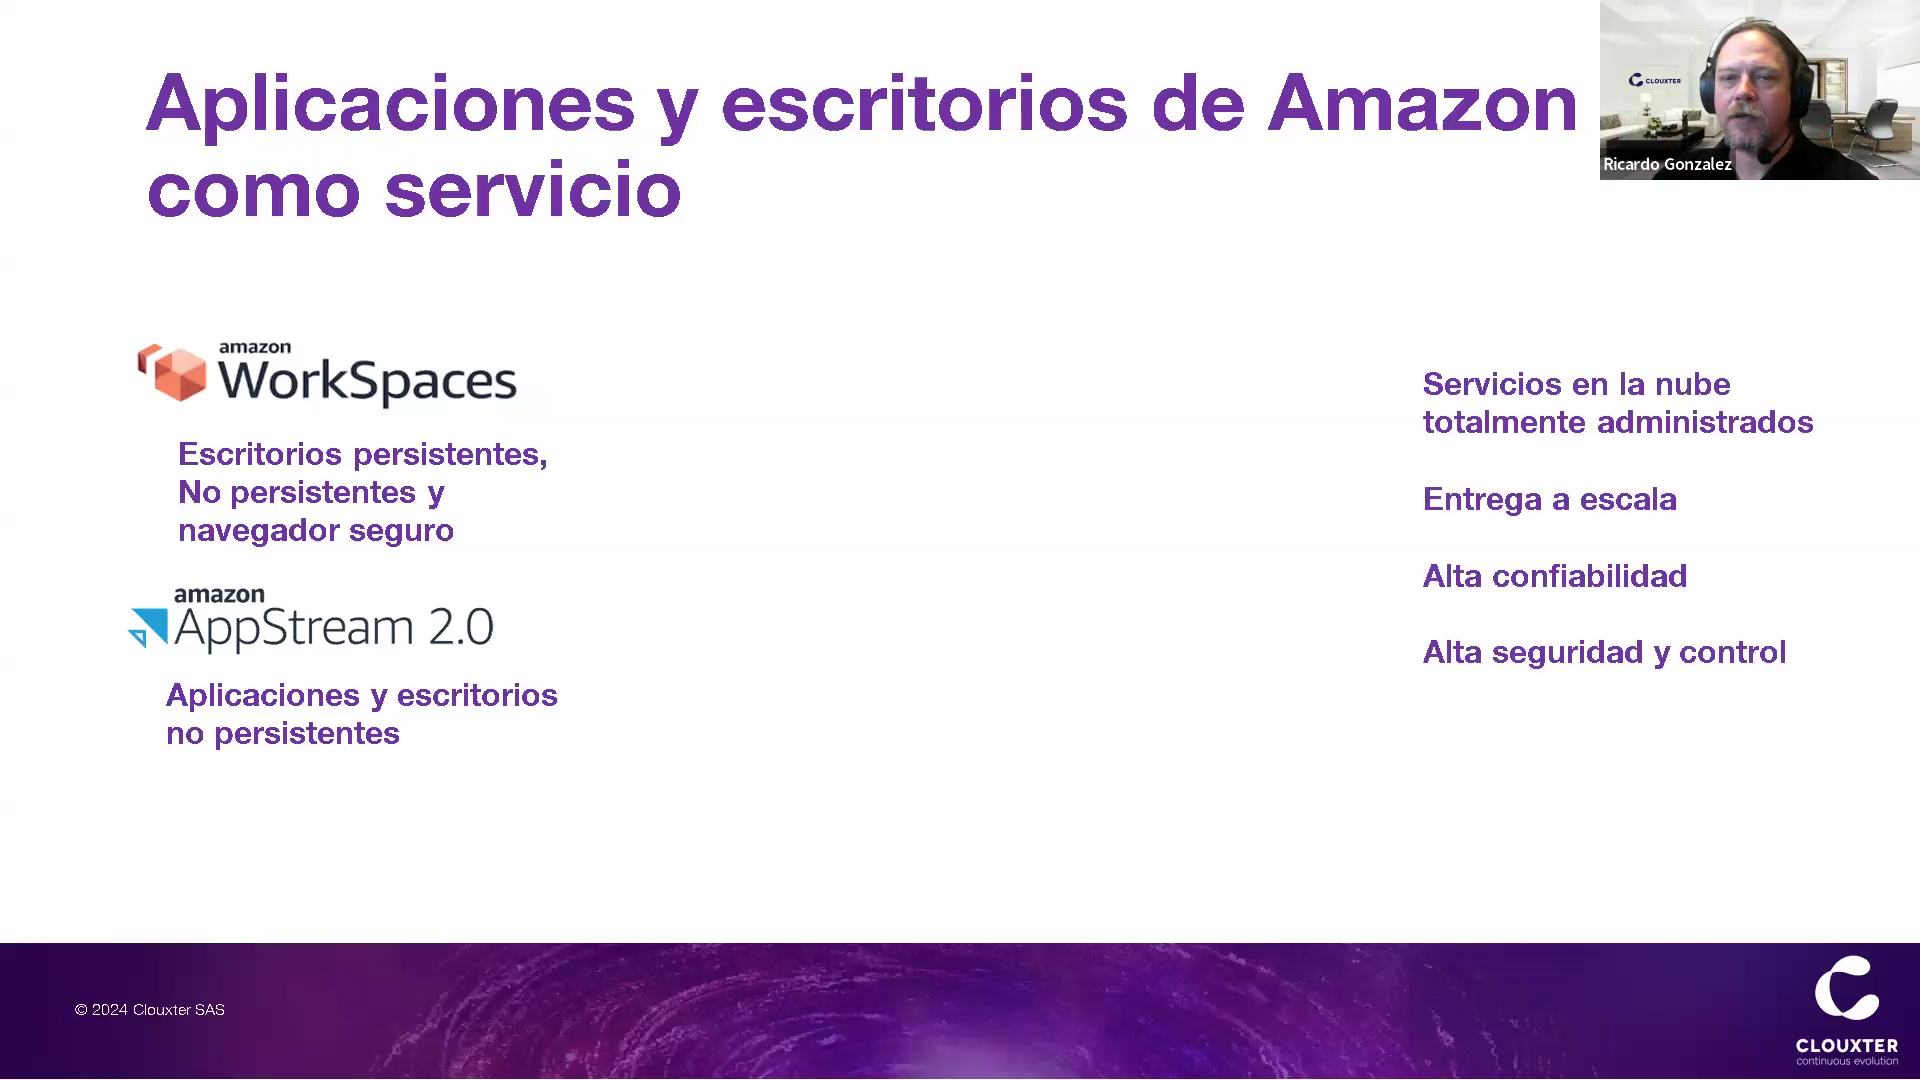 Aplicaciones y escritorios de Amazon
como servicio
CLOUXTER
Ricardo Gonzalez
amazon
WorkSpaces
Escritorios persistentes,
No persistentes y
navegador seguro
amazon
AppStream 2.0
Aplicaciones y escritorios
no persistentes
Servicios en la nube
totalmente administrados
Entrega a escala
Alta confiabilidad
Alta seguridad y control
© 2024 Clouxter SAS
CLOUXTER
continuous evolution